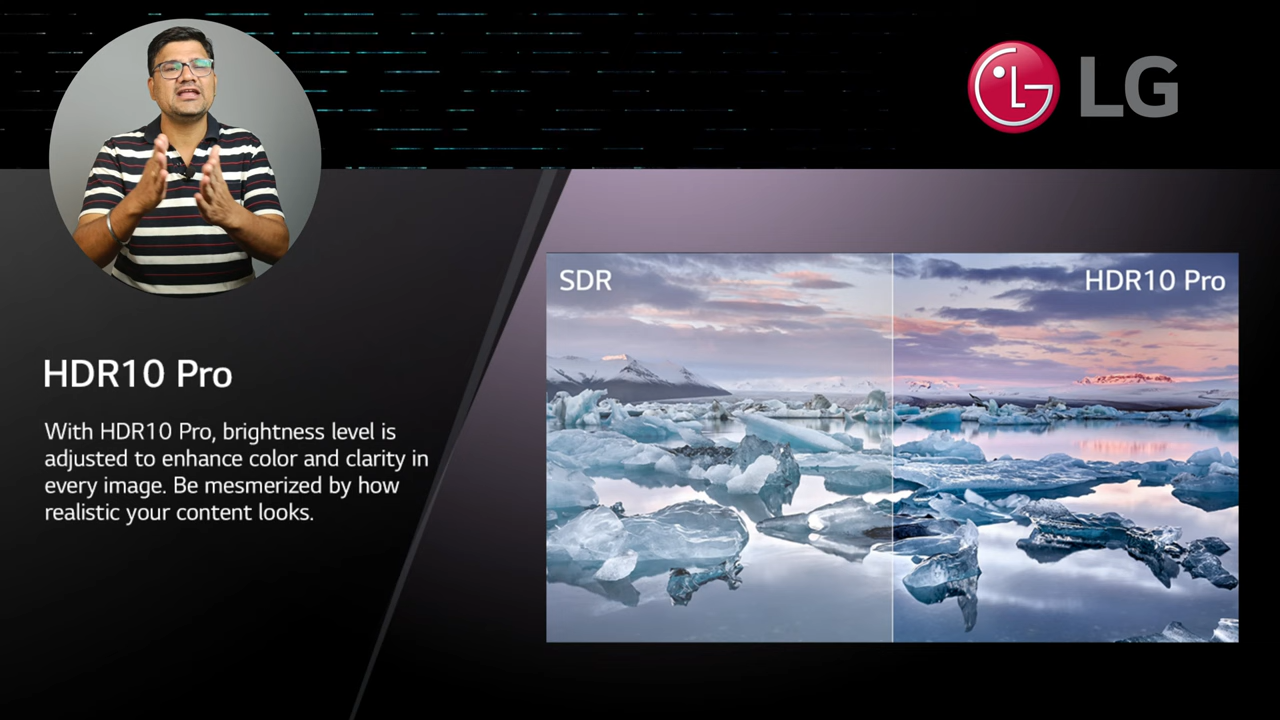 LG
SDR
HDR10 Pro
HDR10 Pro
With HDR10 Pro, brightness level is
adjusted to enhance color and clarity in
every image. Be mesmerized by how
realistic your content looks.